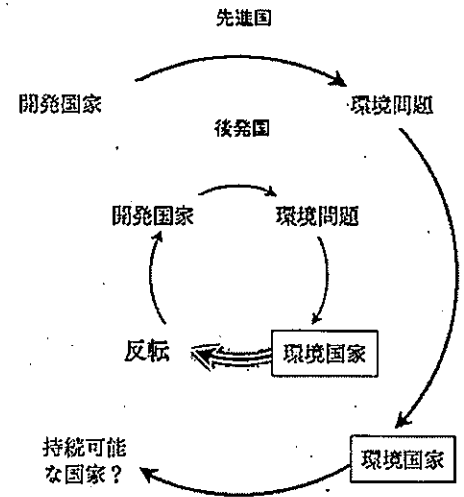 先進国
開発国家
環境問題
後発国
開発国家
環境問題
反転
環境国家
持続可能
な国家？
環境国家